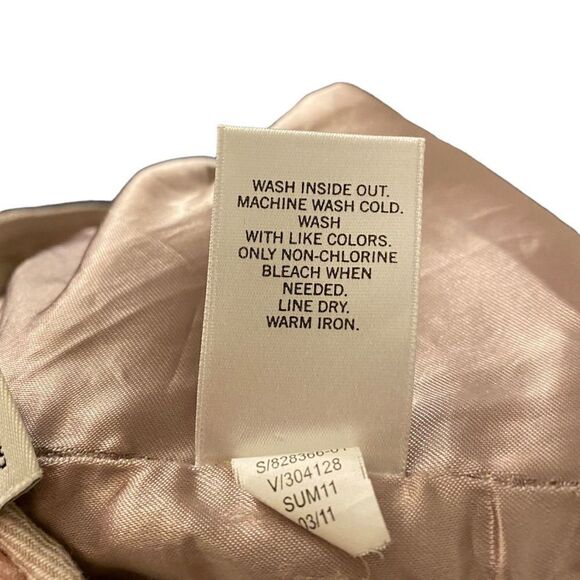 WASH INSIDE OUT.
MACHINE WASH COLD.
WASH
WITH LIKE COLORS.
ONLY NON-CHLORINE
BLEACH WHEN
NEEDED.
LINE DRY.
WARM IRON.
V/304128
SUM11
03/11